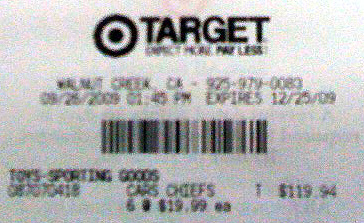 TARGET
EXPECT MORE. PAY LESS.
WALNUT CREEK, CA - 925-979-0083
09/26/2009 01:45 PM EXPIRES 12/25/09
TOYS-SPORTING GOODS
087070418 CARS CHIEFS T $119.94
6 @ $19.99 ea